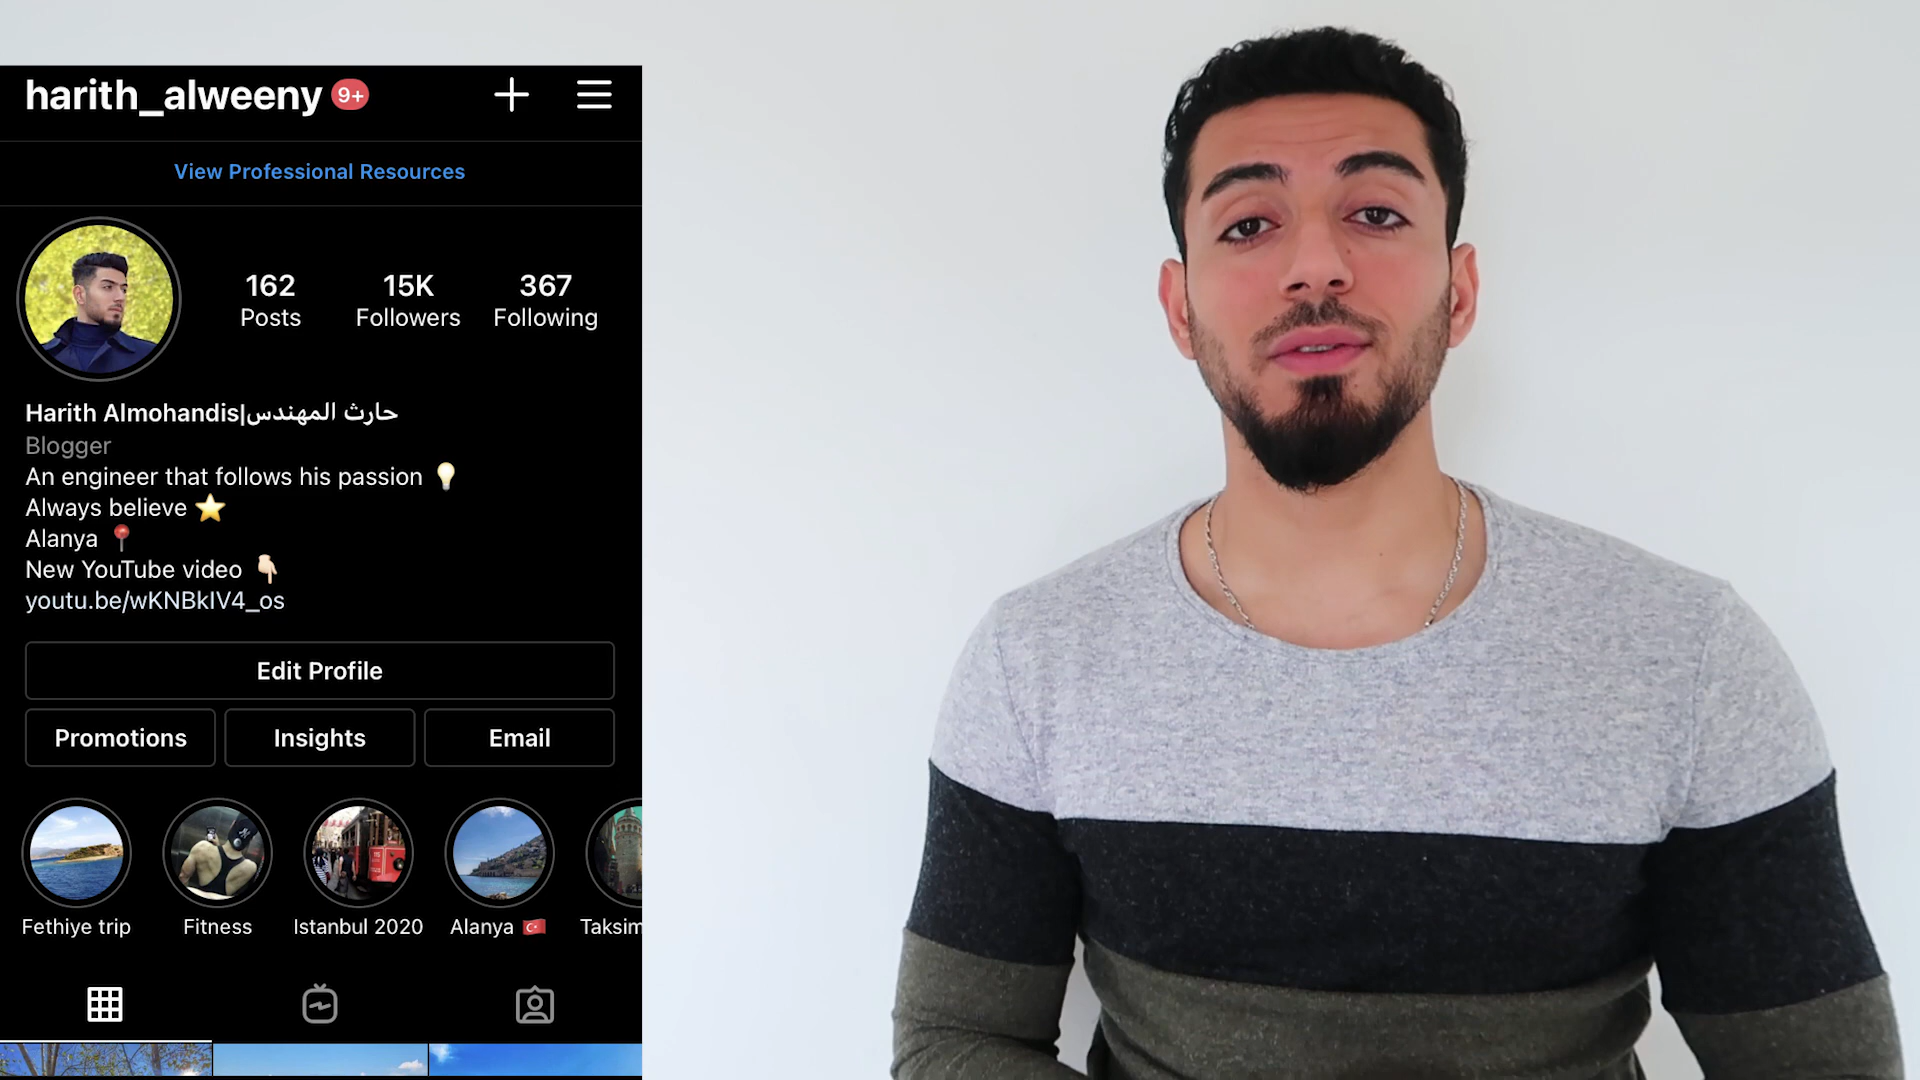 harith_alweeny 9+
View Professional Resources
162 15K 367
Posts Followers Following
Harith Almohandis|حارث المهندس
Blogger
An engineer that follows his passion 💡
Always believe ⭐
Alanya 📍
New YouTube video 👇🏻
youtu.be/wKNBkIV4_os
Edit Profile
Promotions Insights Email
Fethiye trip Fitness Istanbul 2020 Alanya 🇹🇷 Taksim